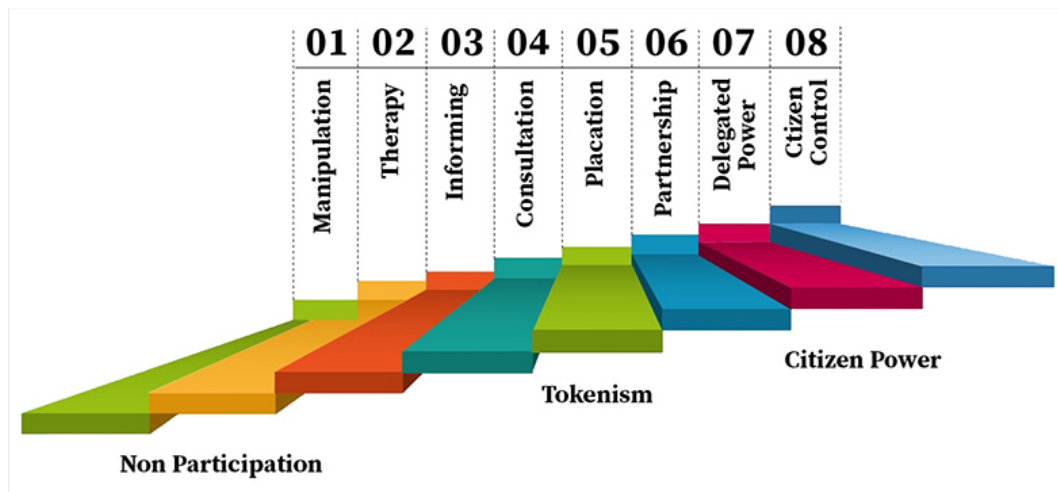 01 02 03 04 05 06 07 08
Manipulation
Therapy
Informing
Consultation
Placation
Partnership
Delegated
Power
Ctizen
Control
Citizen Power
Tokenism
Non Participation